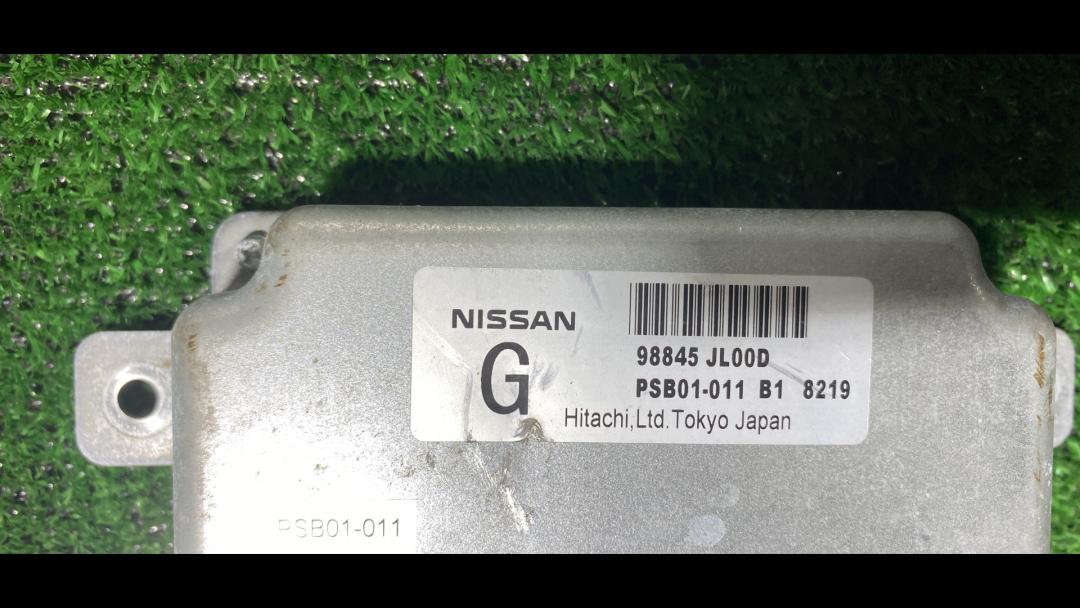 NISSAN
G
98845 JL00D
PSB01-011 B1 8219
Hitachi,Ltd.Tokyo Japan
PSB01-011